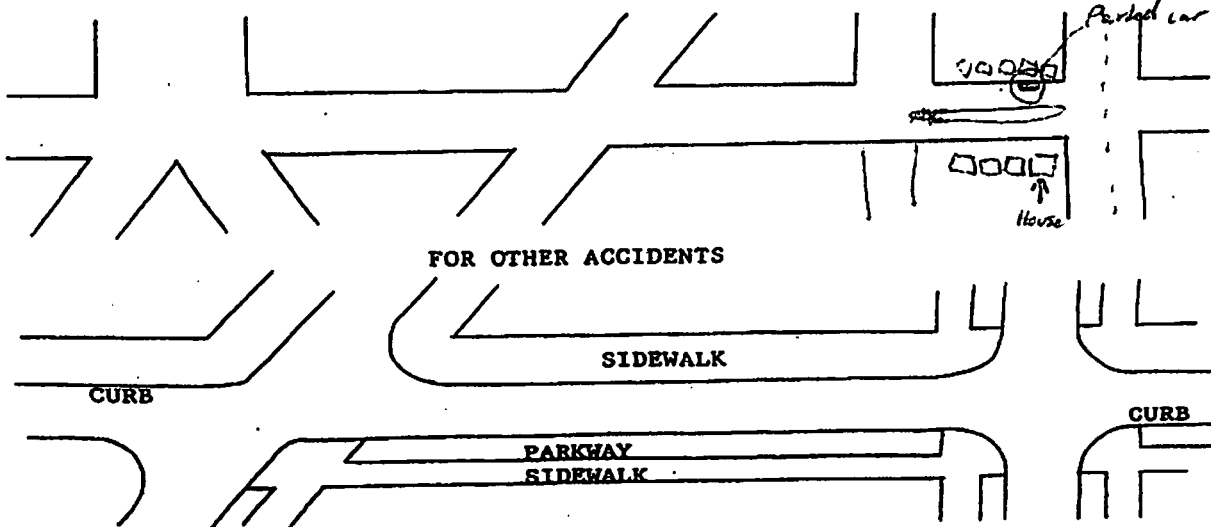 Parked car
House
FOR OTHER ACCIDENTS
SIDEWALK
CURB
CURB
PARKWAY
SIDEWALK